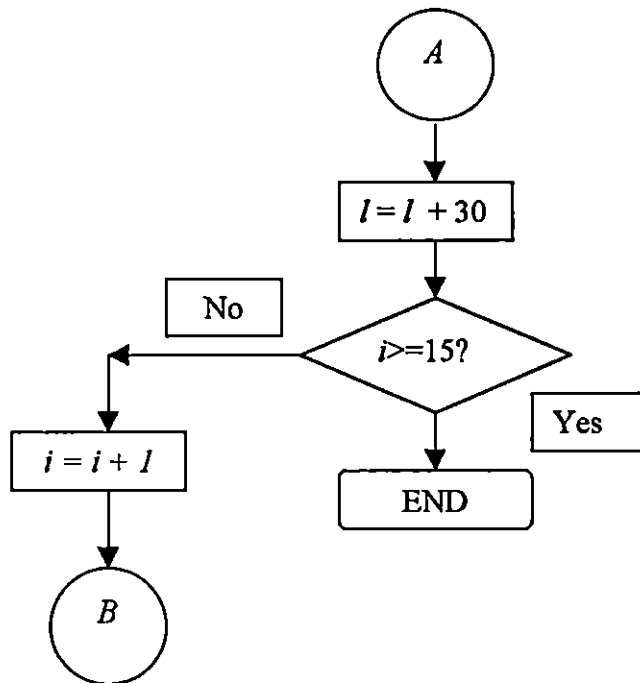 A
l = l + 30
No
i>=15?
Yes
i = i + 1
END
B